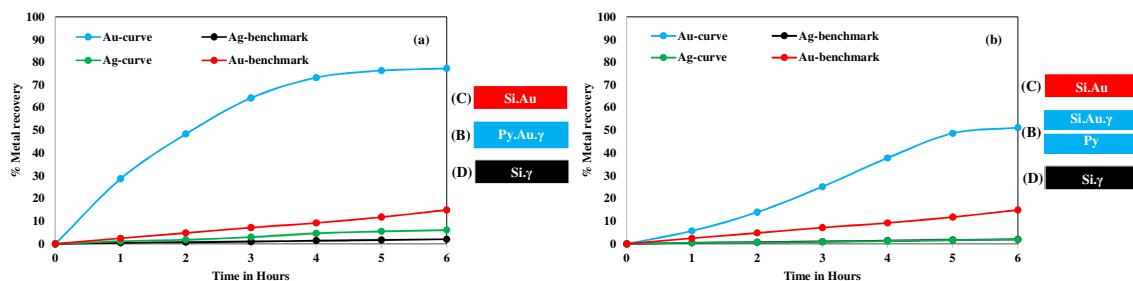 100
90
80
70
60
50
40
30
20
10
0
% Metal recovery
Au-curve
Ag-benchmark
Ag-curve
Au-benchmark
(a)
0 1 2 3 4 5 6
Time in Hours
(C) Si.Au
(B) Py.Au.γ
(D) Si.γ
100
90
80
70
60
50
40
30
20
10
0
% Metal recovery
Au-curve
Ag-benchmark
Ag-curve
Au-benchmark
(b)
0 1 2 3 4 5 6
Time in Hours
(C) Si.Au
Si.Au.γ
(B)
Py
(D) Si.γ